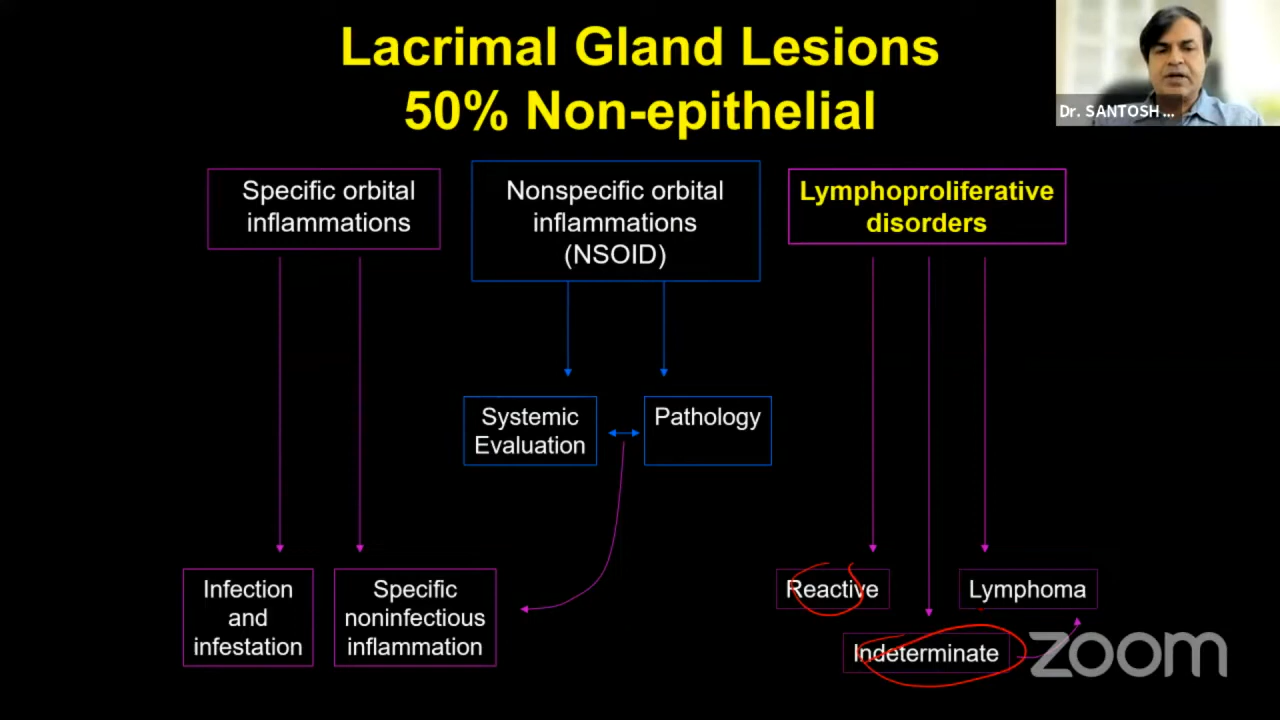 Lacrimal Gland Lesions
50% Non-epithelial
Dr. SANTOSH ...
Specific orbital
inflammations
Nonspecific orbital
inflammations
(NSOID)
Lymphoproliferative
disorders
Systemic
Evaluation
Pathology
Infection
and
infestation
Specific
noninfectious
inflammation
Reactive
Lymphoma
Indeterminate
zoom